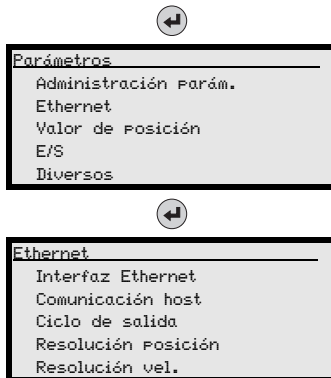 Parámetros
Administración parám.
Ethernet
Valor de posición
E/S
Diversos
Ethernet
Interfaz Ethernet
Comunicación host
Ciclo de salida
Resolución posición
Resolución vel.